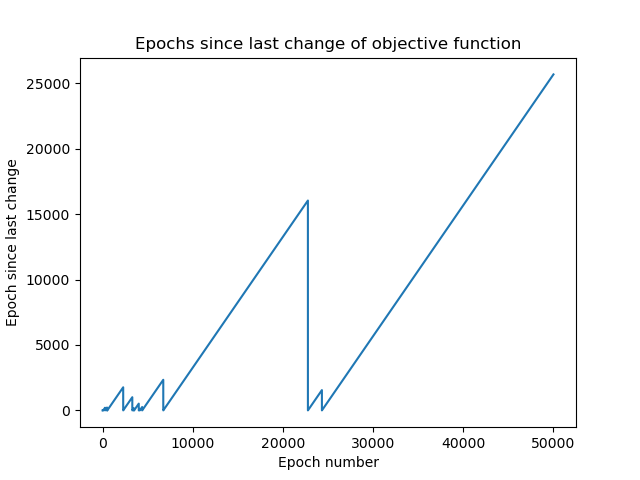 Epochs since last change of objective function
Epoch since last change
25000
20000
15000
10000
5000
0
0 10000 20000 30000 40000 50000
Epoch number